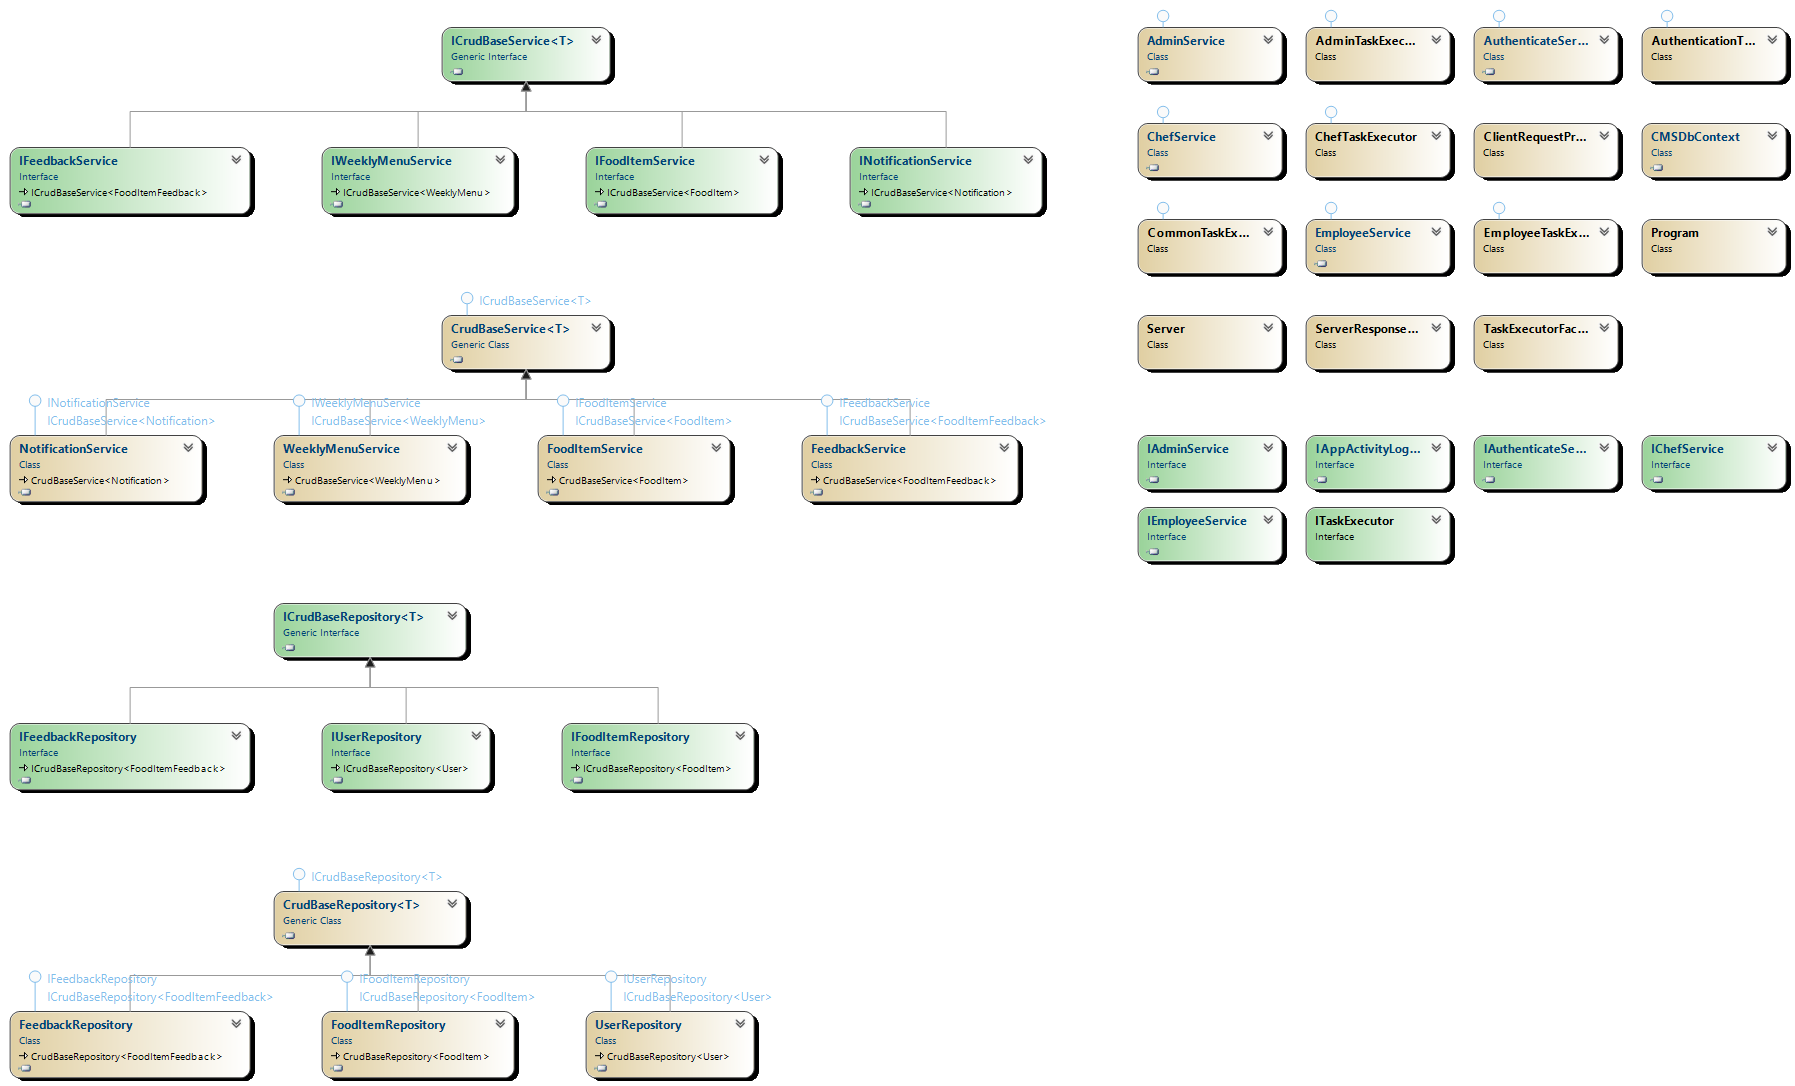 ICrudBaseService<T>
Generic Interface
IFeedbackService
Interface
ICrudBaseService<FoodItemFeedback>
IWeeklyMenuService
Interface
ICrudBaseService<WeeklyMenu>
IFoodItemService
Interface
ICrudBaseService<FoodItem>
INotificationService
Interface
ICrudBaseService<Notification>
ICrudBaseService<T>
CrudBaseService<T>
Generic Class
INotificationService
ICrudBaseService<Notification>
NotificationService
Class
CrudBaseService<Notification>
IWeeklyMenuService
ICrudBaseService<WeeklyMenu>
WeeklyMenuService
Class
CrudBaseService<WeeklyMenu>
IFoodItemService
ICrudBaseService<FoodItem>
FoodItemService
Class
CrudBaseService<FoodItem>
IFeedbackService
ICrudBaseService<FoodItemFeedback>
FeedbackService
Class
CrudBaseService<FoodItemFeedback>
ICrudBaseRepository<T>
Generic Interface
IFeedbackRepository
Interface
ICrudBaseRepository<FoodItemFeedback>
IUserRepository
Interface
ICrudBaseRepository<User>
IFoodItemRepository
Interface
ICrudBaseRepository<FoodItem>
ICrudBaseRepository<T>
CrudBaseRepository<T>
Generic Class
IFeedbackRepository
ICrudBaseRepository<FoodItemFeedback>
FeedbackRepository
Class
CrudBaseRepository<FoodItemFeedback>
IFoodItemRepository
ICrudBaseRepository<FoodItem>
FoodItemRepository
Class
CrudBaseRepository<FoodItem>
IUserRepository
ICrudBaseRepository<User>
UserRepository
Class
CrudBaseRepository<User>
AdminService
Class
AdminTaskExec...
Class
AuthenticateSer...
Class
AuthenticationT...
Class
ChefService
Class
ChefTaskExecutor
Class
ClientRequestPr...
Class
CMSDbContext
Class
CommonTaskEx...
Class
EmployeeService
Class
EmployeeTaskEx...
Class
Program
Class
Server
Class
ServerResponse...
Class
TaskExecutorFac...
Class
IAdminService
Interface
IAppActivityLog...
Interface
IAuthenticateSe...
Interface
IChefService
Interface
IEmployeeService
Interface
ITaskExecutor
Interface